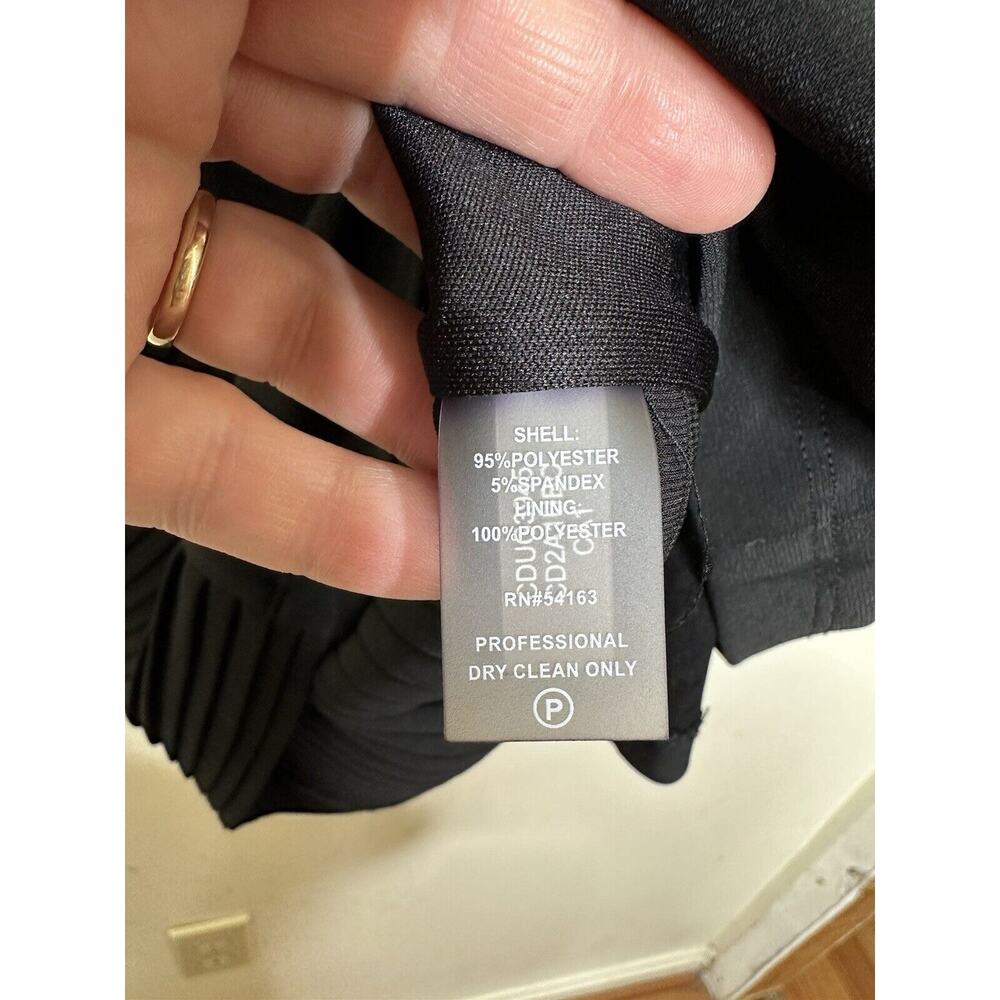 SHELL:
95%POLYESTER
5%SPANDEX
LINING:
100%POLYESTER
RN#54163
PROFESSIONAL
DRY CLEAN ONLY
P